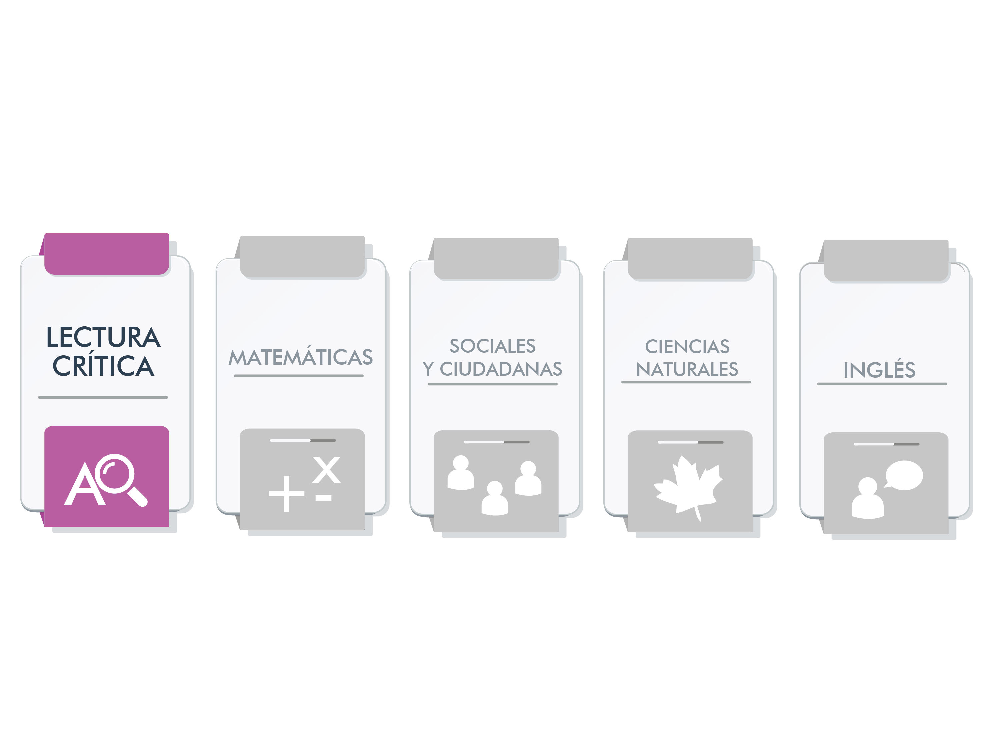 LECTURA
CRÍTICA
MATEMÁTICAS
SOCIALES
Y CIUDADANAS
CIENCIAS
NATURALES
INGLÉS
A
x
+
-